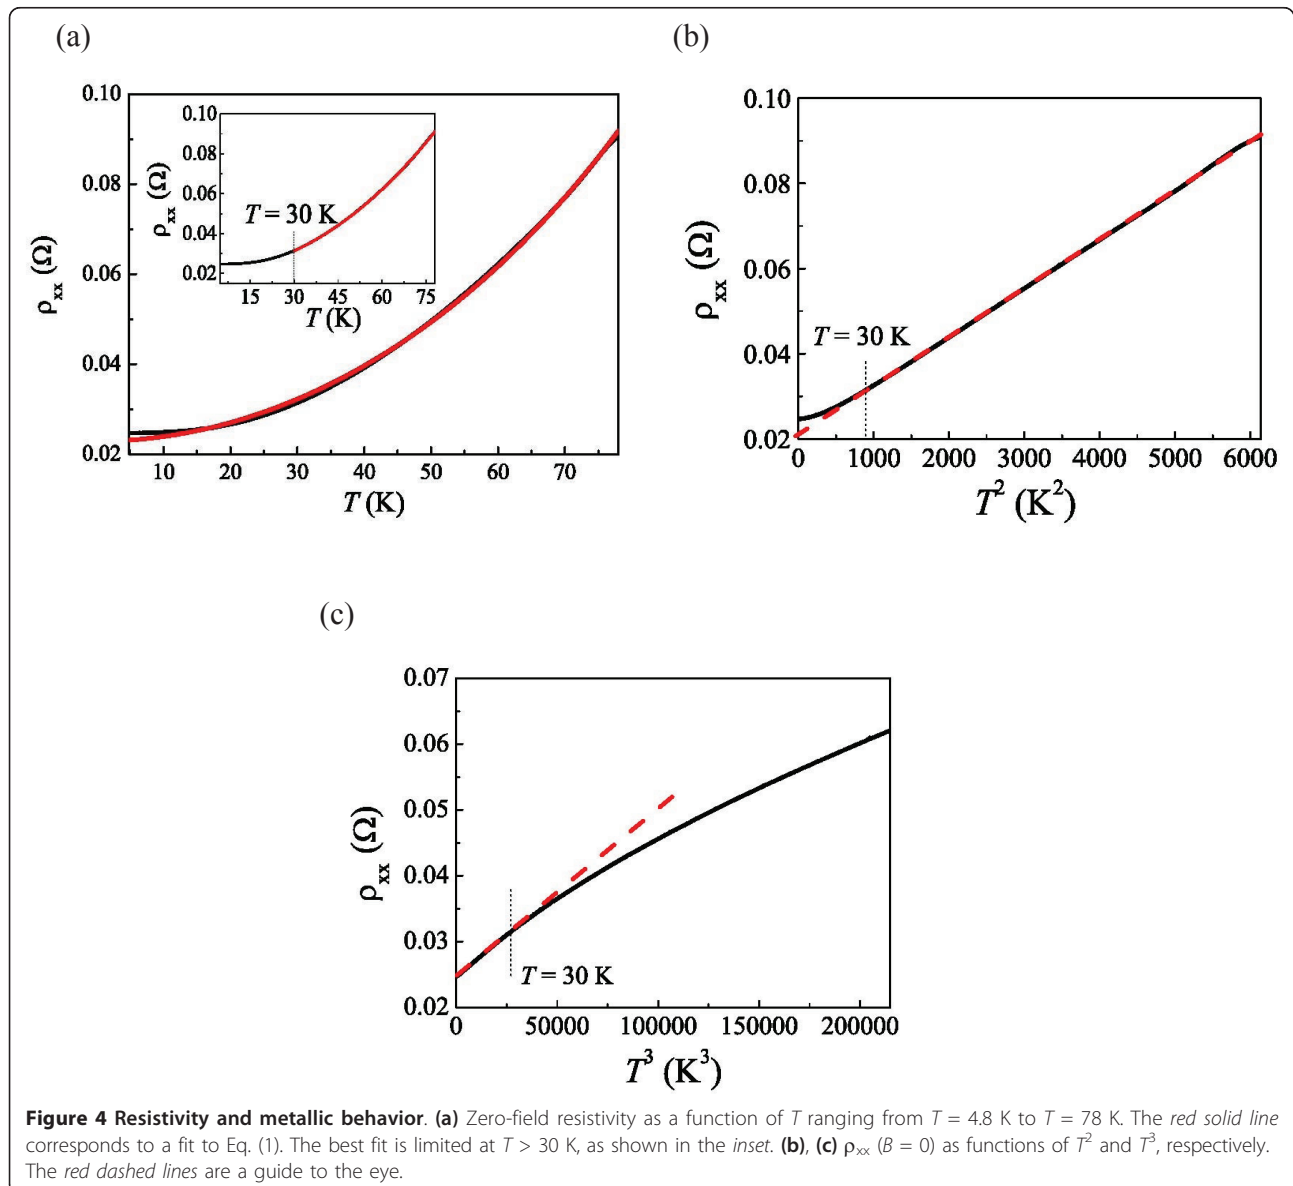 (a)
0.10
0.08
0.06
0.04
0.02
ρxx (Ω)
10 20 30 40 50 60 70
T (K)
0.10
0.08
0.06
0.04
0.02
ρxx (Ω)
T = 30 K
15 30 45 60 75
T (K)
(b)
0.10
0.08
0.06
0.04
0.02
ρxx (Ω)
T = 30 K
0 1000 2000 3000 4000 5000 6000
T² (K²)
(c)
0.07
0.06
0.05
0.04
0.03
0.02
ρxx (Ω)
T = 30 K
0 50000 100000 150000 200000
T³ (K³)
Figure 4 Resistivity and metallic behavior. (a) Zero-field resistivity as a function of T ranging from T = 4.8 K to T = 78 K. The red solid line
corresponds to a fit to Eq. (1). The best fit is limited at T > 30 K, as shown in the inset. (b), (c) ρxx (B = 0) as functions of T² and T³, respectively.
The red dashed lines are a guide to the eye.